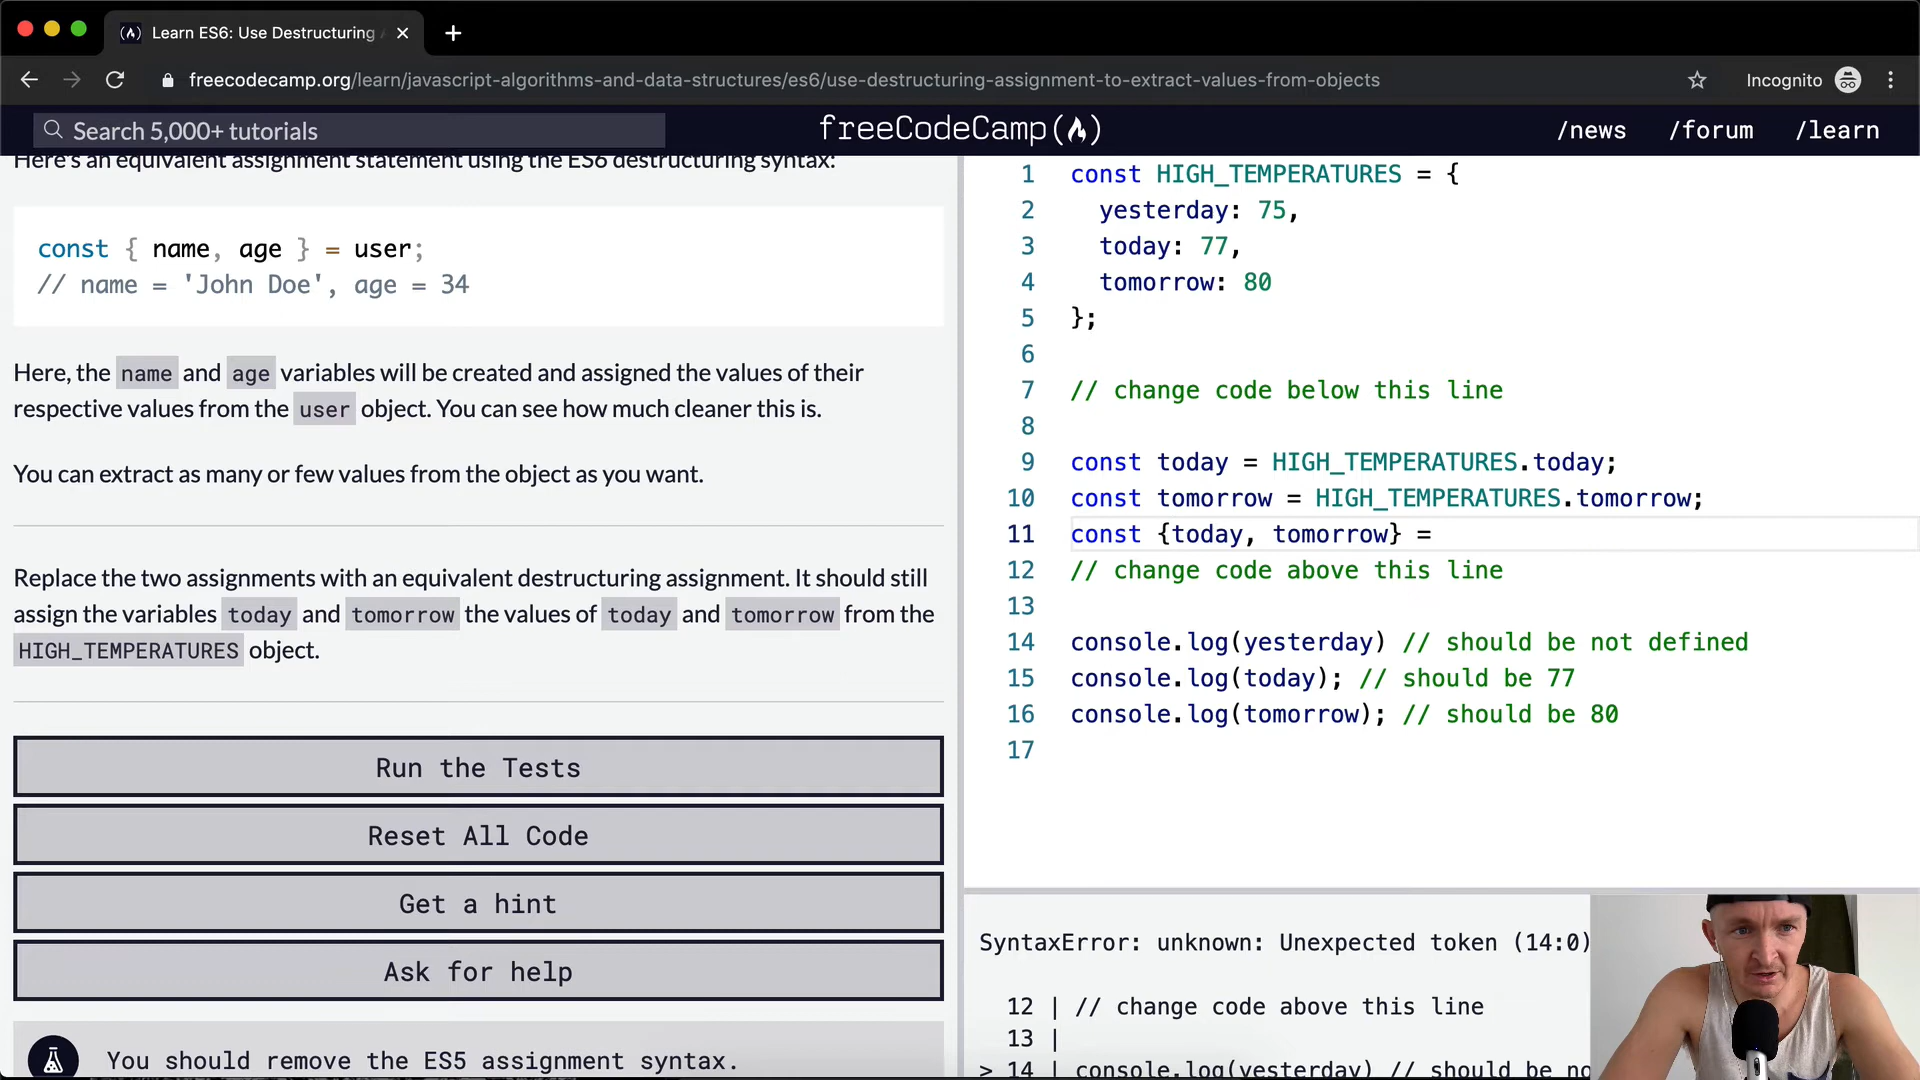 Learn ES6: Use Destructuring
freecodecamp.org/learn/javascript-algorithms-and-data-structures/es6/use-destructuring-assignment-to-extract-values-from-objects
Incognito
Search 5,000+ tutorials
freeCodeCamp
/news
/forum
/learn
Here's an equivalent assignment statement using the ES6 destructuring syntax:
const { name, age } = user;
// name = 'John Doe', age = 34
Here, the name and age variables will be created and assigned the values of their
respective values from the user object. You can see how much cleaner this is.
You can extract as many or few values from the object as you want.
Replace the two assignments with an equivalent destructuring assignment. It should still
assign the variables today and tomorrow the values of today and tomorrow from the
HIGH_TEMPERATURES object.
Run the Tests
Reset All Code
Get a hint
Ask for help
You should remove the ES5 assignment syntax.
1 const HIGH_TEMPERATURES = {
2 yesterday: 75,
3 today: 77,
4 tomorrow: 80
5 };
6
7 // change code below this line
8
9 const today = HIGH_TEMPERATURES.today;
10 const tomorrow = HIGH_TEMPERATURES.tomorrow;
11 const {today, tomorrow} =
12 // change code above this line
13
14 console.log(yesterday) // should be not defined
15 console.log(today); // should be 77
16 console.log(tomorrow); // should be 80
17
SyntaxError: unknown: Unexpected token (14:0)
12 | // change code above this line
13 |
> 14 | console.log(yesterday) // should be no